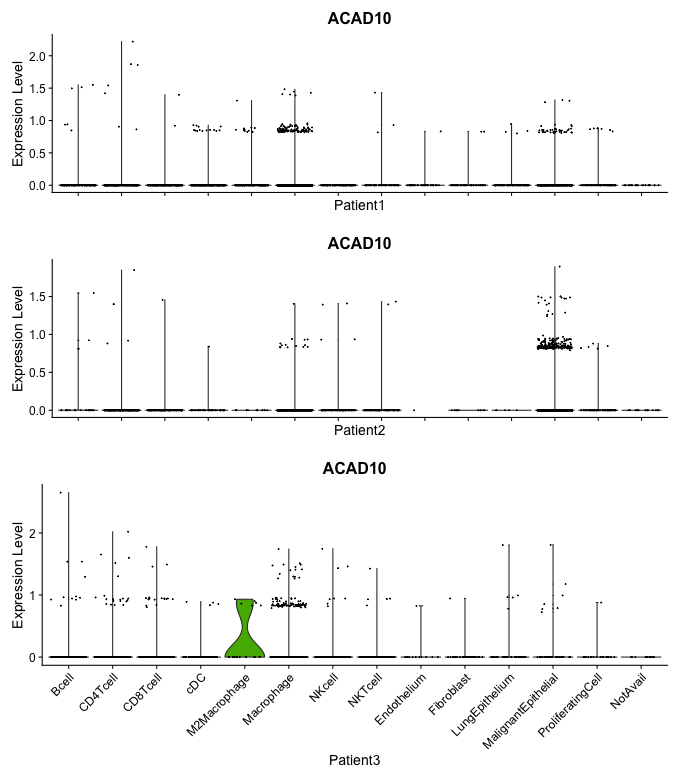 ACAD10
Expression Level
2.0
1.5
1.0
0.5
0.0
Patient1
ACAD10
Expression Level
1.5
1.0
0.5
0.0
Patient2
ACAD10
Expression Level
2
1
0
Bcell
CD4Tcell
CD8Tcell
cDC
M2Macrophage
Macrophage
NKcell
NKTcell
Endothelium
Fibroblast
LungEpithelium
MalignantEpithelial
ProliferatingCell
NotAvail
Patient3